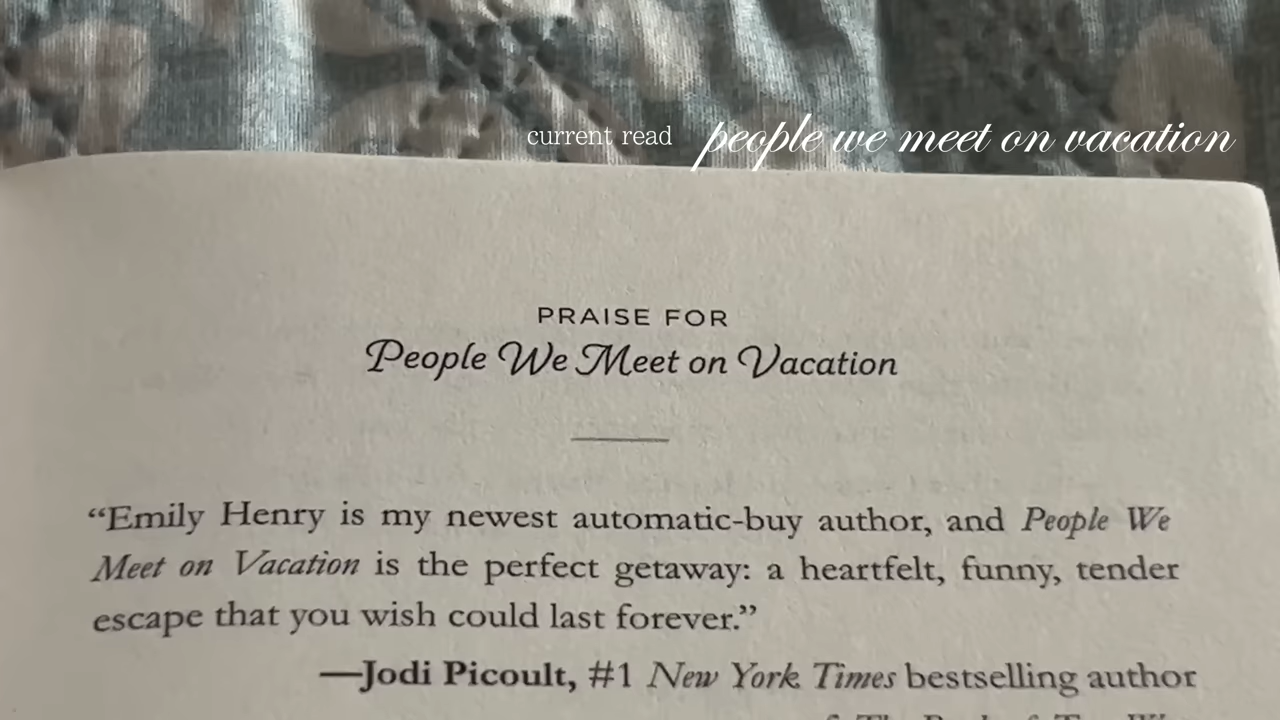 current read people we meet on vacation
PRAISE FOR
People We Meet on Vacation
“Emily Henry is my newest automatic-buy author, and People We
Meet on Vacation is the perfect getaway: a heartfelt, funny, tender
escape that you wish could last forever.”
—Jodi Picoult, #1 New York Times bestselling author